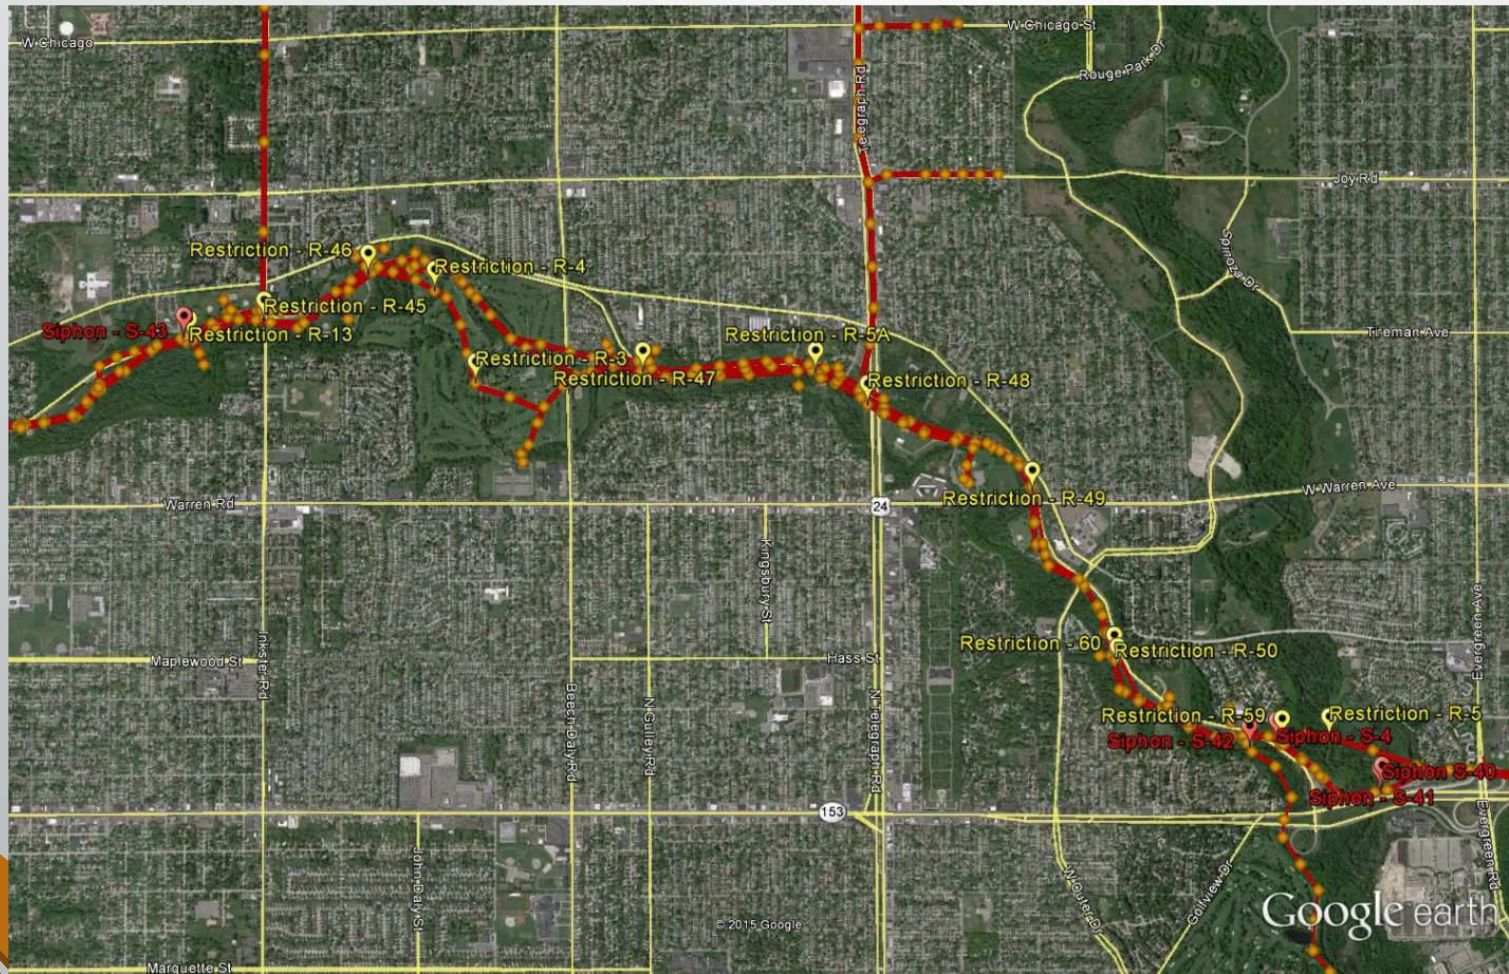 W Chicago
W Chicago St
Rouge Park Dr
Telegraph Rd
Joy Rd
Spinoza Dr
Restriction - R-46
Restriction - R-4
Restriction - R-45
Siphon - S-43
Restriction - R-13
Restriction - R-5A
Tireman Ave
Restriction - R-3
Restriction - R-47
Restriction - R-48
W Warren Ave
Restriction - R-49
Warren Rd
24
Kingsbury St
Evergreen Ave
Inkster Rd
Maplewood St
Hass St
Restriction - 60
Restriction - R-50
Beech Daly Rd
N Gulley Rd
N Telegraph Rd
Restriction - R-59
Restriction - R-5
Siphon - S-42
Siphon - S-4
Siphon S-40
Siphon - S-41
153
Evergreen Rd
John Daly St
W Outer Dr
Golfview Dr
© 2015 Google
Google earth
Marquette St